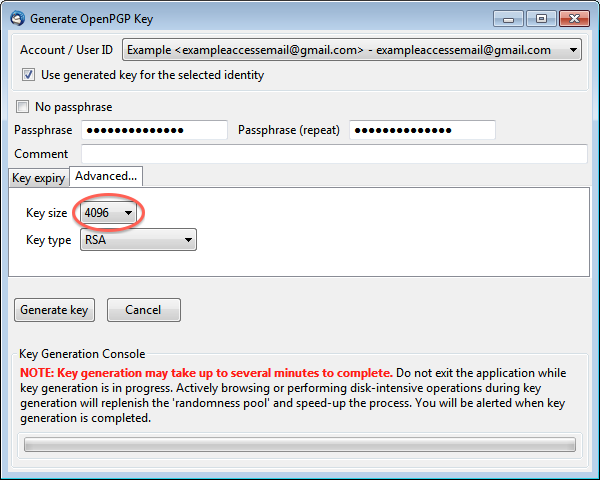 Generate OpenPGP Key
Account / User ID Example <exampleaccessemail@gmail.com> - exampleaccessemail@gmail.com
Use generated key for the selected identity
No passphrase
Passphrase ●●●●●●●●●●●●●● Passphrase (repeat) ●●●●●●●●●●●●●●
Comment
Key expiry Advanced...
Key size 4096
Key type RSA
Generate key Cancel
Key Generation Console
NOTE: Key generation may take up to several minutes to complete. Do not exit the application while
key generation is in progress. Actively browsing or performing disk-intensive operations during key
generation will replenish the 'randomness pool' and speed-up the process. You will be alerted when key
generation is completed.